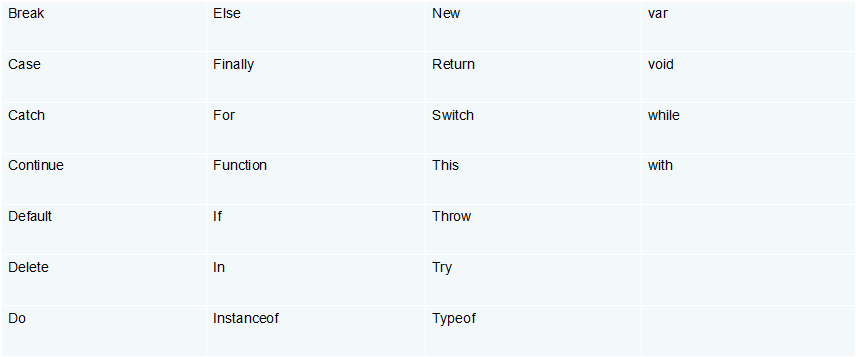 Break Else New var
Case Finally Return void
Catch For Switch while
Continue Function This with
Default If Throw
Delete In Try
Do Instanceof Typeof